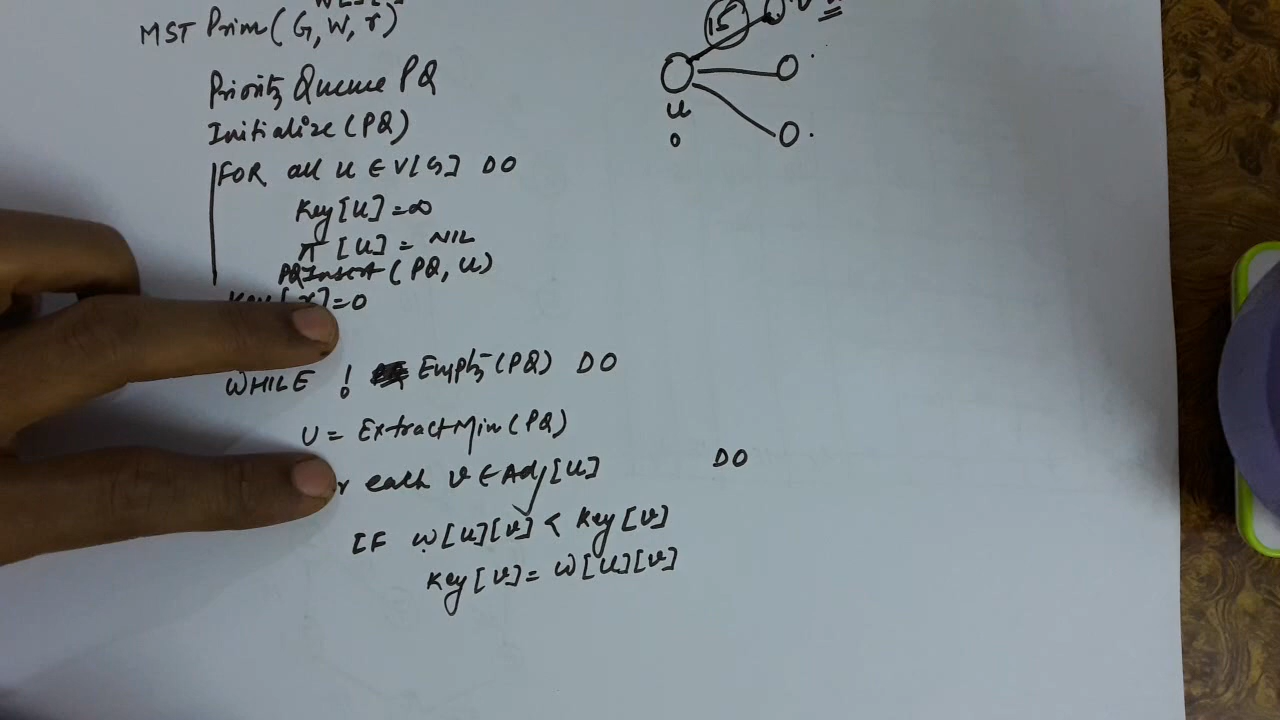 MST Prim(G, W, r)
Priority Queue PQ
Initialize (PQ)
FOR all u ∈ V[G] DO
Key[u] = ∞
π[u] = NIL
PQInsert (PQ, u)
Key[r] = 0
WHILE ! Empty (PQ) DO
U = ExtractMin (PQ)
each v ∈ Adj [u] DO
IF w[u][v] < key[v]
key[v] = w[u][v]
15
u
0